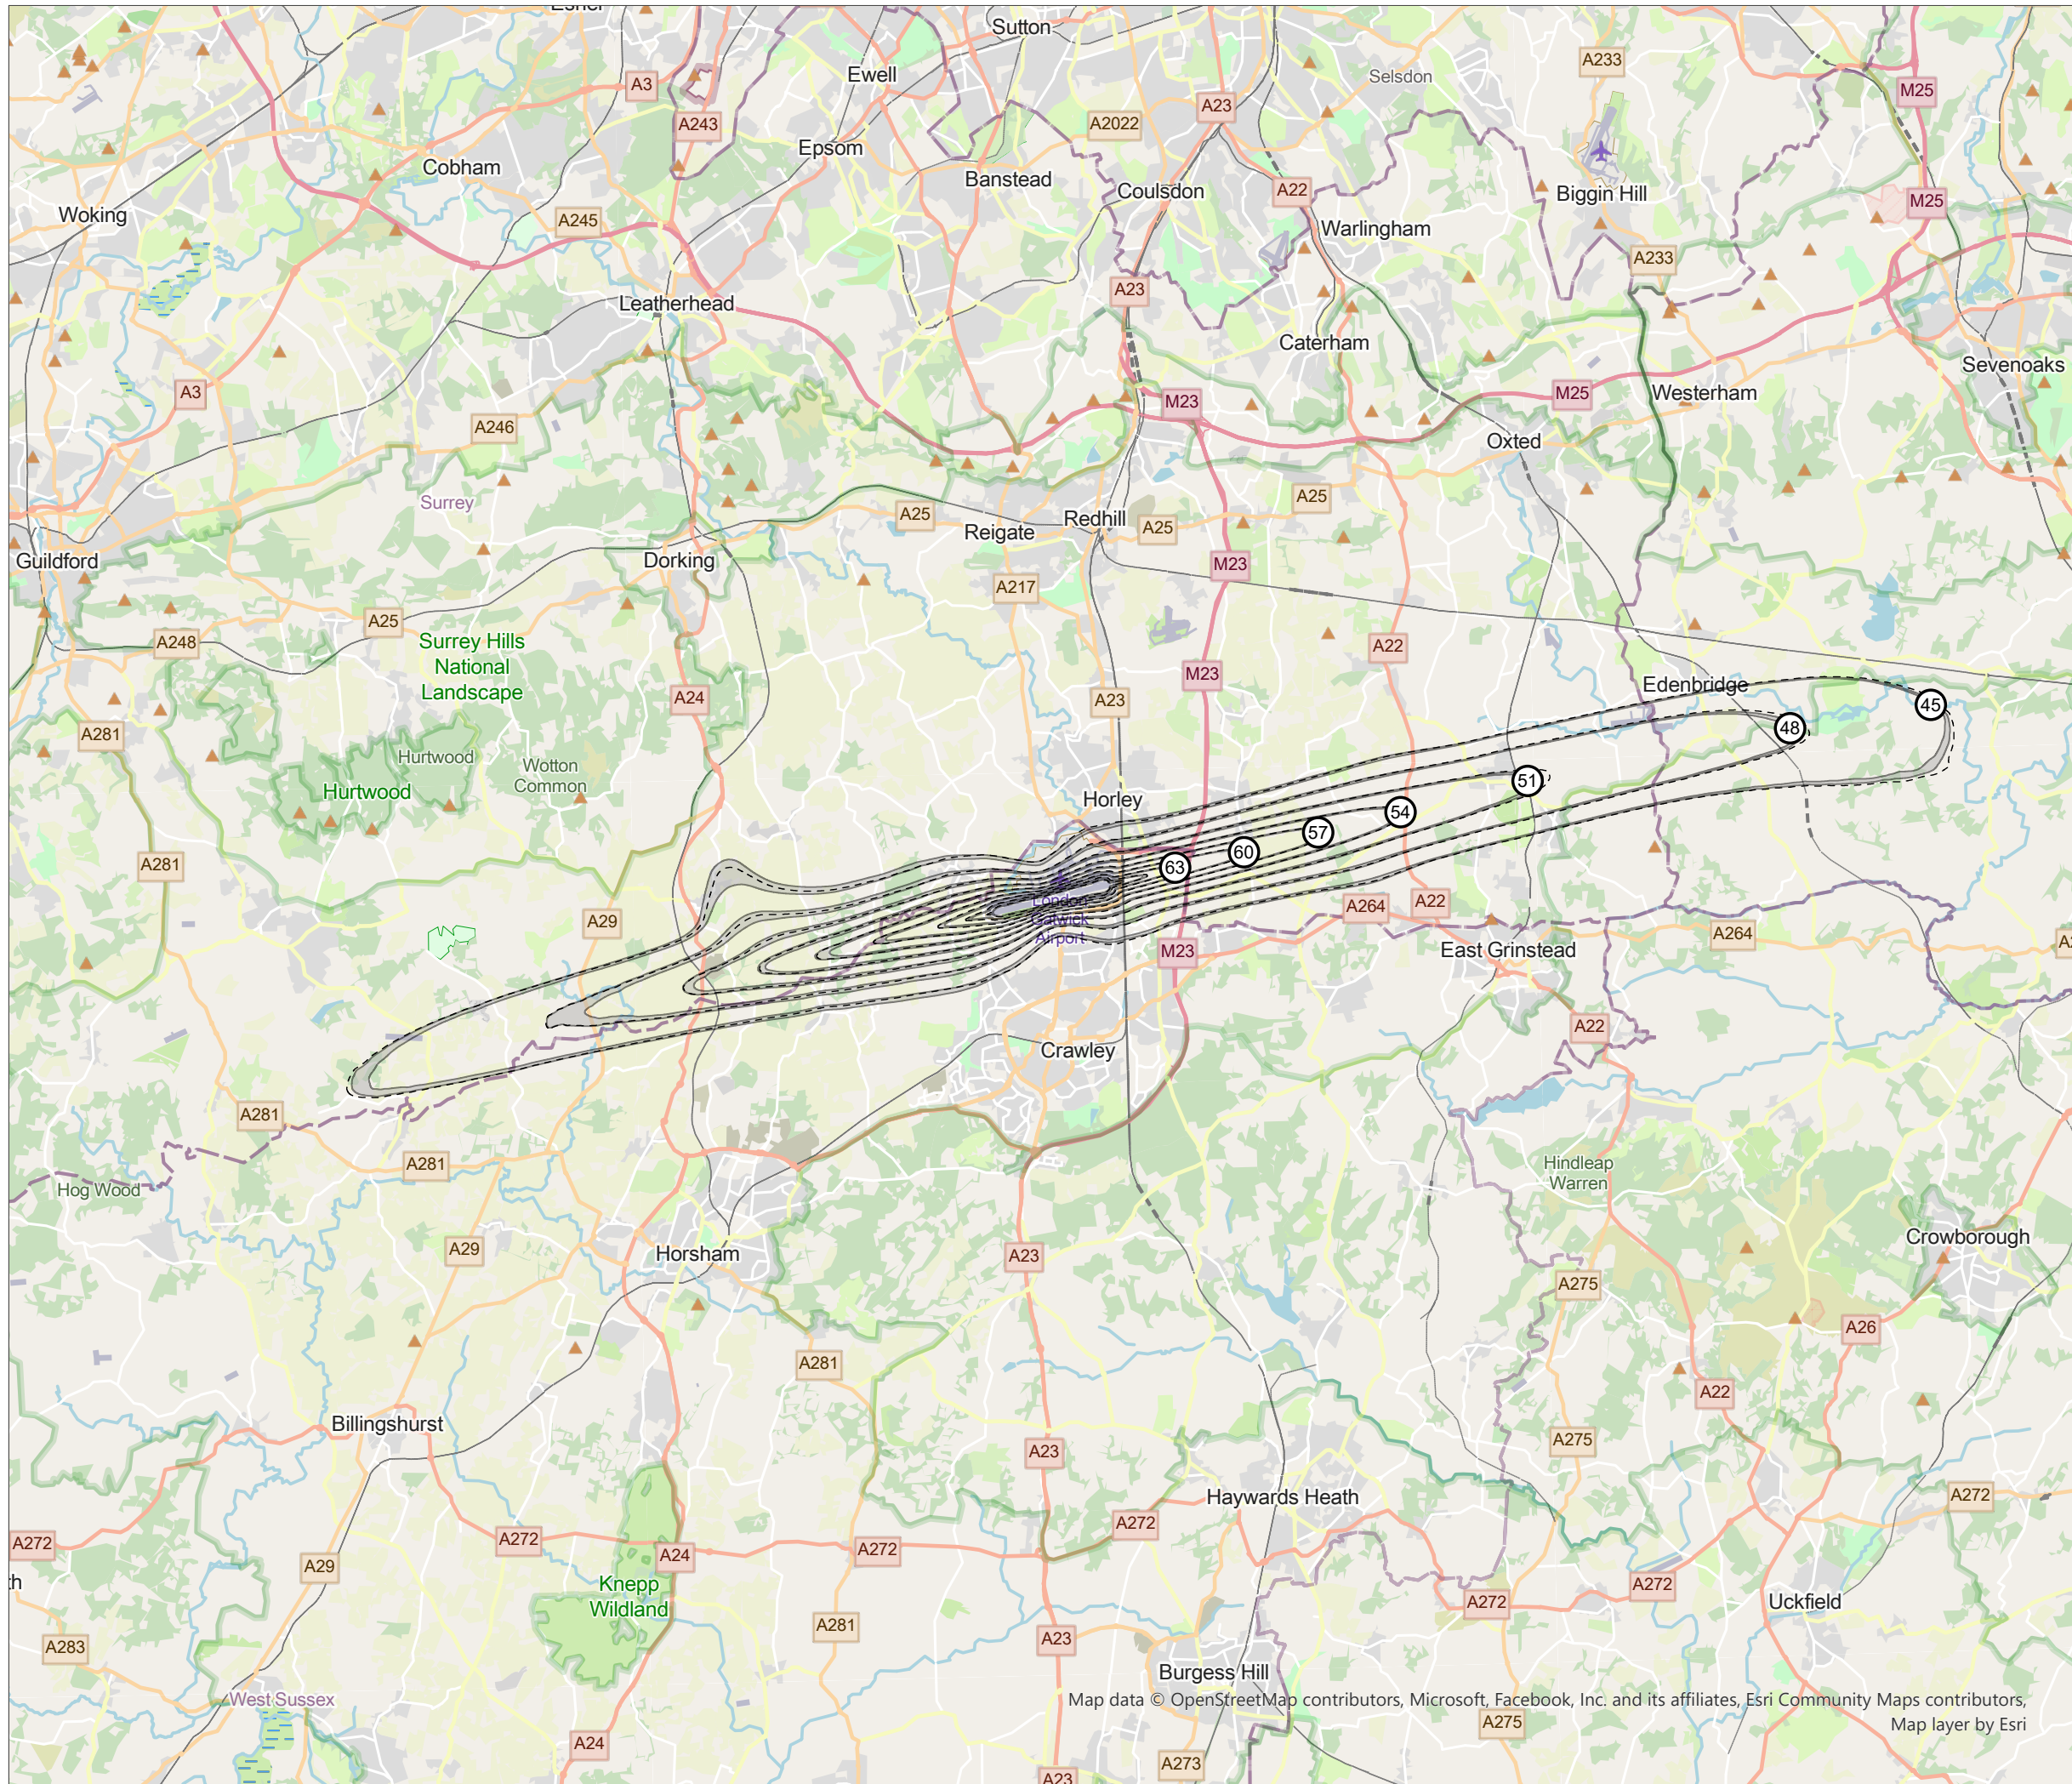 Sutton
Ewell
Selsdon
A233
A3
M25
A243
A2022
A23
Epsom
Cobham
Banstead
Coulsdon
A22
Biggin Hill
M25
Woking
A245
Warlingham
A233
A23
Leatherhead
Caterham
Sevenoaks
A3
M23
M25
Westerham
A246
Oxted
Surrey
A25
A25
Redhill
A25
Reigate
Guildford
Dorking
M23
A217
A25
A248
Surrey Hills
National
Landscape
A22
M23
Edenbridge
A24
A23
45
A281
48
Hurtwood
Wotton
Common
51
Hurtwood
Horley
54
57
60
A281
63
London
Gatwick
Airport
A264
A22
A29
A264
East Grinstead
M23
A22
Crawley
A281
A281
Hindleap
Warren
Hog Wood
Crowborough
A29
Horsham
A23
A275
A26
A281
A22
Billingshurst
A23
A275
Haywards Heath
A272
A272
A272
A272
A272
A24
A29
th
Knepp
Wildland
A272
A272
Uckfield
A281
A283
A23
Burgess Hill
West Sussex
Map data © OpenStreetMap contributors, Microsoft, Facebook, Inc. and its affiliates, Esri Community Maps contributors,
Map layer by Esri
A275
A24
A273
A23